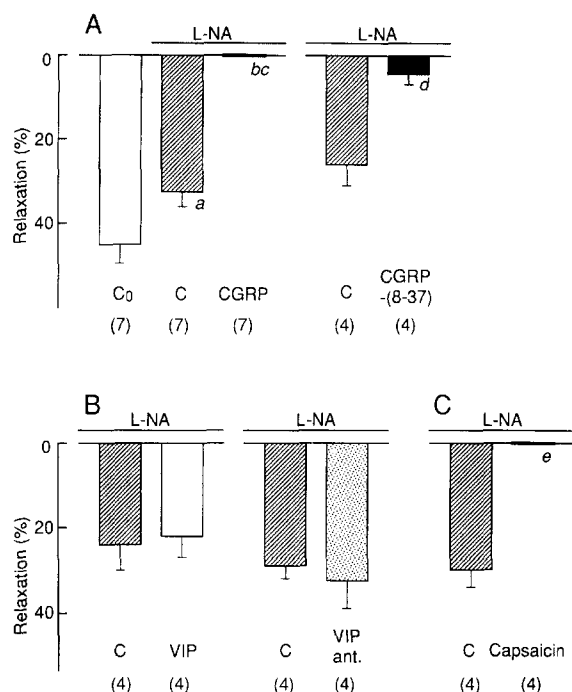 A
L-NA
L-NA
0
20
40
Relaxation (%)
bc
d
a
C0
C
CGRP
C
CGRP
-(8-37)
(7)
(7)
(7)
(4)
(4)
B
C
L-NA
L-NA
L-NA
0
20
40
Relaxation (%)
e
C
VIP
C
VIP
ant.
C
Capsaicin
(4)
(4)
(4)
(4)
(4)
(4)